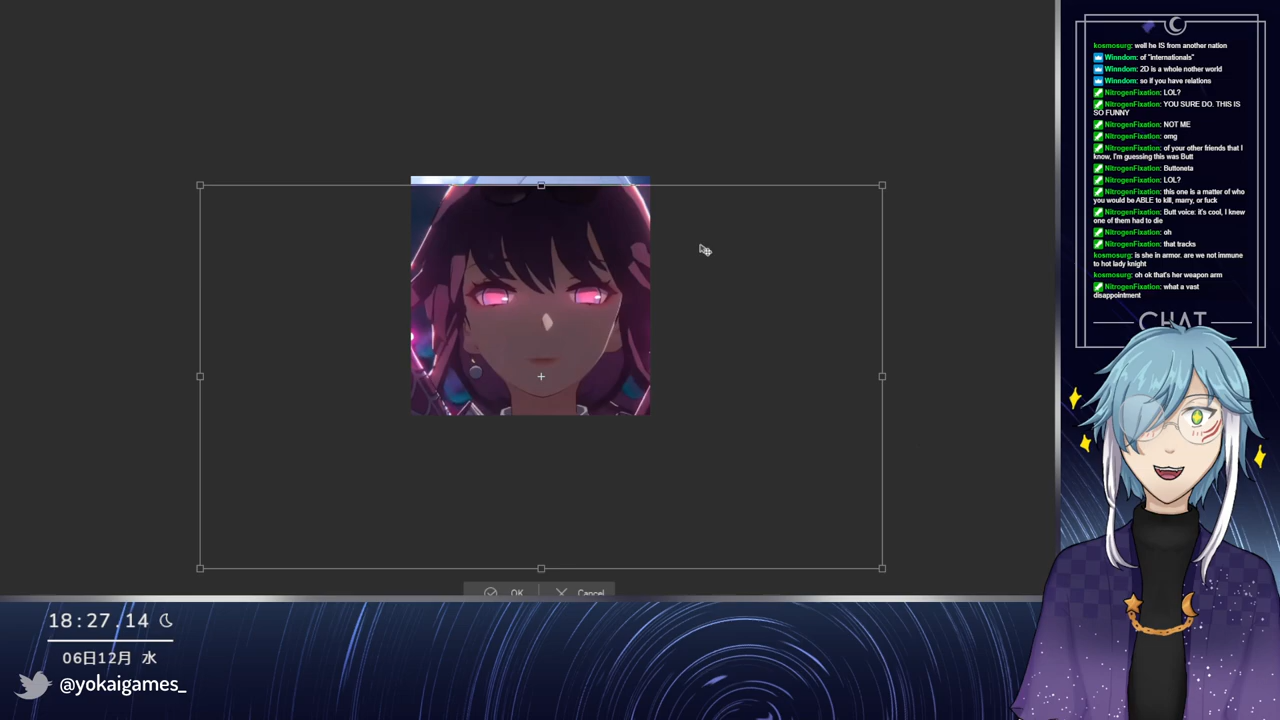 kosmosurg: well he IS from another nation
Winndom: of "internationals"
Winndom: 2D is a whole nother world
Winndom: so if you have relations
NitrogenFixation: LOL?
NitrogenFixation: YOU SURE DO. THIS IS
SO FUNNY
NitrogenFixation: NOT ME
NitrogenFixation: omg
NitrogenFixation: of your other friends that I
know, I'm guessing this was Butt
NitrogenFixation: Buttoneta
NitrogenFixation: LOL?
NitrogenFixation: this one is a matter of who
you would be ABLE to kill, marry, or fuck
NitrogenFixation: Butt voice: it's cool, I knew
one of them had to die
NitrogenFixation: oh
NitrogenFixation: that tracks
kosmosurg: is she in armor. are we not immune
to hot lady knight
kosmosurg: oh ok that's her weapon arm
NitrogenFixation: what a vast
disappointment
CHAT
OK
Cancel
18:27.14
06日12月 水
@yokaigames_